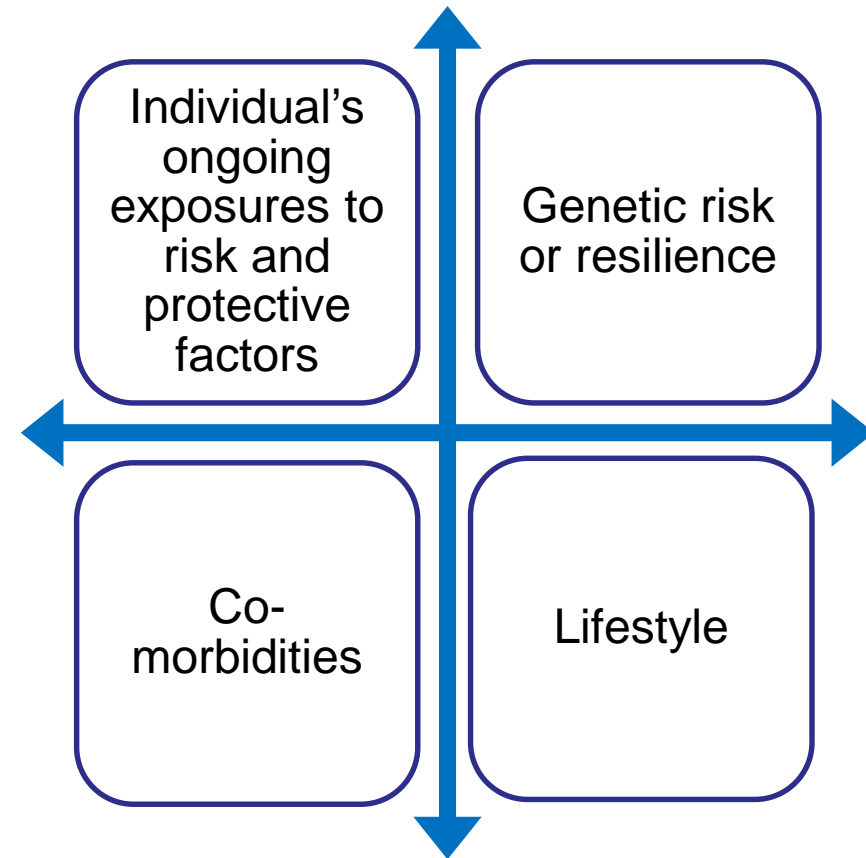 Individual’s
ongoing
exposures to
risk and
protective
factors
Genetic risk
or resilience
Co-
morbidities
Lifestyle